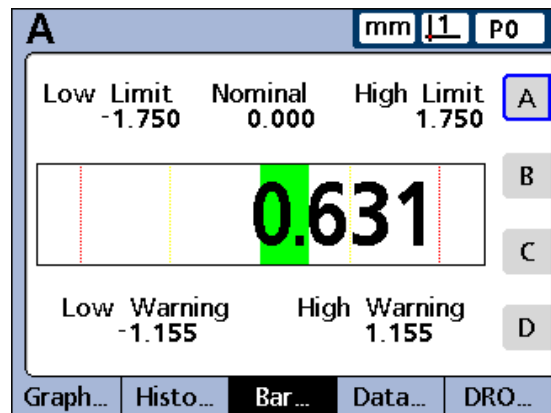 A mm 1 P0
Low Limit Nominal High Limit A
-1.750 0.000 1.750
B
0.631
C
Low Warning High Warning
-1.155 1.155 D
Graph... Histo... Bar... Data... DRO...